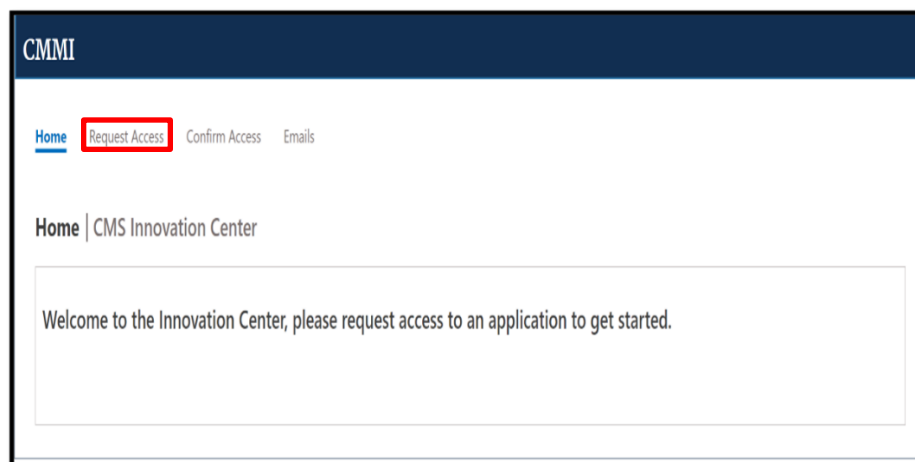 CMMI
Home Request Access Confirm Access Emails
Home | CMS Innovation Center
Welcome to the Innovation Center, please request access to an application to get started.